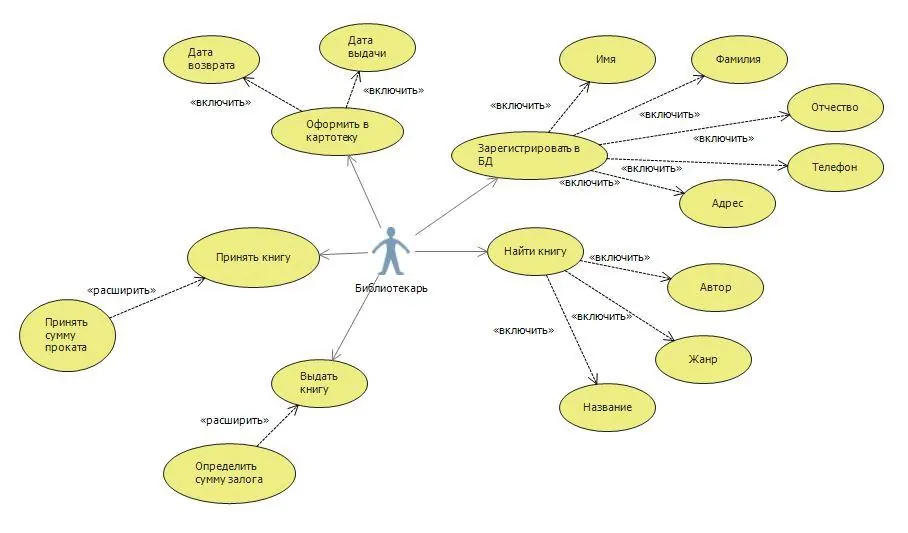 Дата
возврата
Дата
выдачи
«включить»
«включить»
Оформить в
картотеку
Имя
Фамилия
Отчество
Телефон
Адрес
«включить»
«включить»
«включить»
«включить»
«включить»
Зарегистрировать в
БД
Принять книгу
«расширить»
Принять
сумму
проката
Библиотекарь
Найти книгу
«включить»
«включить»
«включить»
Автор
Жанр
Название
Выдать
книгу
«расширить»
Определить
сумму залога